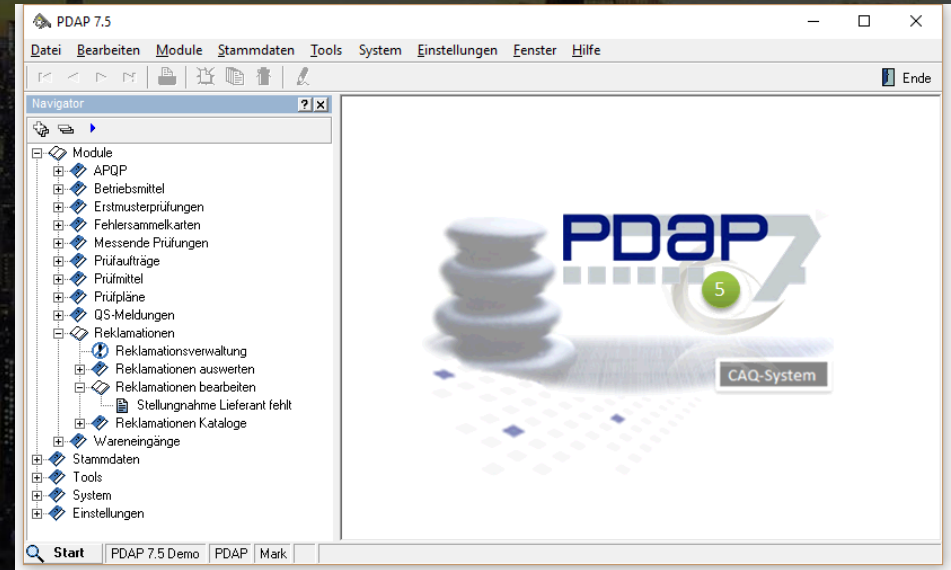 PDAP 7.5
Datei Bearbeiten Module Stammdaten Tools System Einstellungen Fenster Hilfe
Ende
Navigator
Module
APQP
Betriebsmittel
Erstmusterprüfungen
Fehlersammelkarten
Messende Prüfungen
Prüfaufträge
Prüfmittel
Prüfpläne
QS-Meldungen
Reklamationen
Reklamationsverwaltung
Reklamationen auswerten
Reklamationen bearbeiten
Stellungnahme Lieferant fehlt
Reklamationen Kataloge
Wareneingänge
Stammdaten
Tools
System
Einstellungen
PDAP 7
5
CAQ-System
Start PDAP 7.5 Demo PDAP Mark